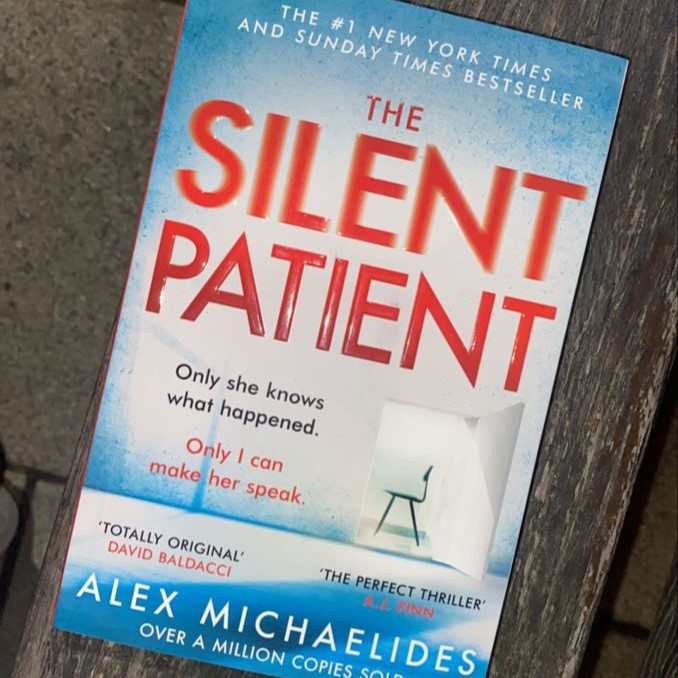 THE #1 NEW YORK TIMES
AND SUNDAY TIMES BESTSELLER
THE
SILENT
PATIENT
Only she knows
what happened.
Only I can
make her speak.
'TOTALLY ORIGINAL'
DAVID BALDACCI
'THE PERFECT THRILLER'
A.J. FINN
ALEX MICHAELIDES
OVER A MILLION COPIES